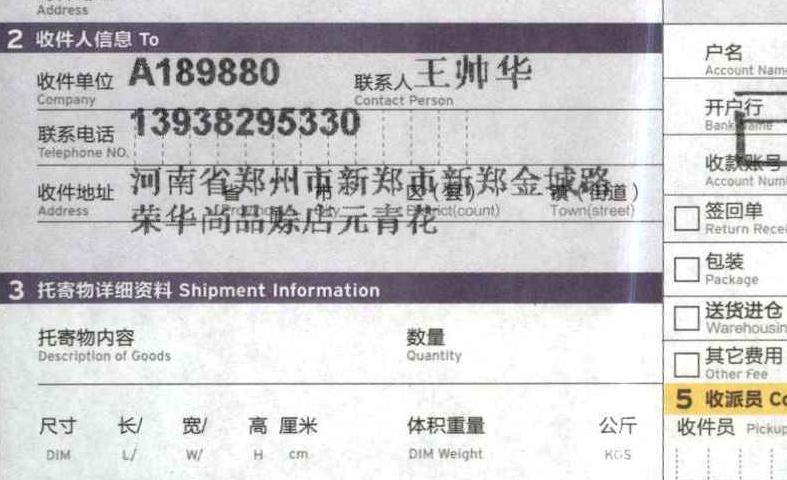 Address
2 收件人信息 To
收件单位 A189880 联系人 王帅华
Company Contact Person
联系电话 13938295330
Telephone NO.
收件地址 河南省郑州市新郑市新郑金城路
省 市 区(县) 镇(街道)
Address City District(count) Town(street)
荣华尚品赊店元青花
3 托寄物详细资料 Shipment Information
托寄物内容 数量
Description of Goods Quantity
尺寸 长/ 宽/ 高 厘米 体积重量 公斤
DIM L/ W/ H cm DIM Weight KGS
户名
Account Name
开户行
Bank Name
收款账号
Account
签回单
Return
包装
Package
送货进仓
其它费用
Other Fee
5 收派员
收件员 Pickup